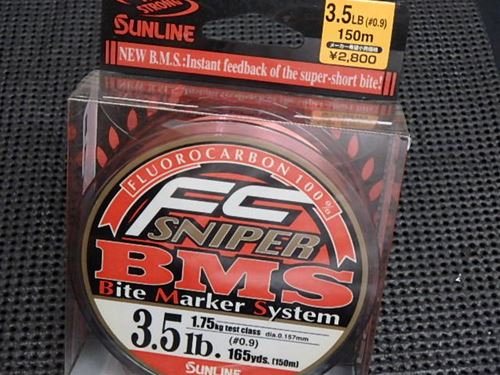 STRONG
SUNLINE
3.5LB (#0.9)
150m
メーカー希望小売価格
¥2,800
NEW B.M.S.:Instant feedback of the super-short bite!
FLUOROCARBON 100%
FC
SNIPER
BMS
Bite Marker System
1.75kg test class dia.0.157mm
3.5lb. (#0.9)
165yds. (150m)
SUNLINE